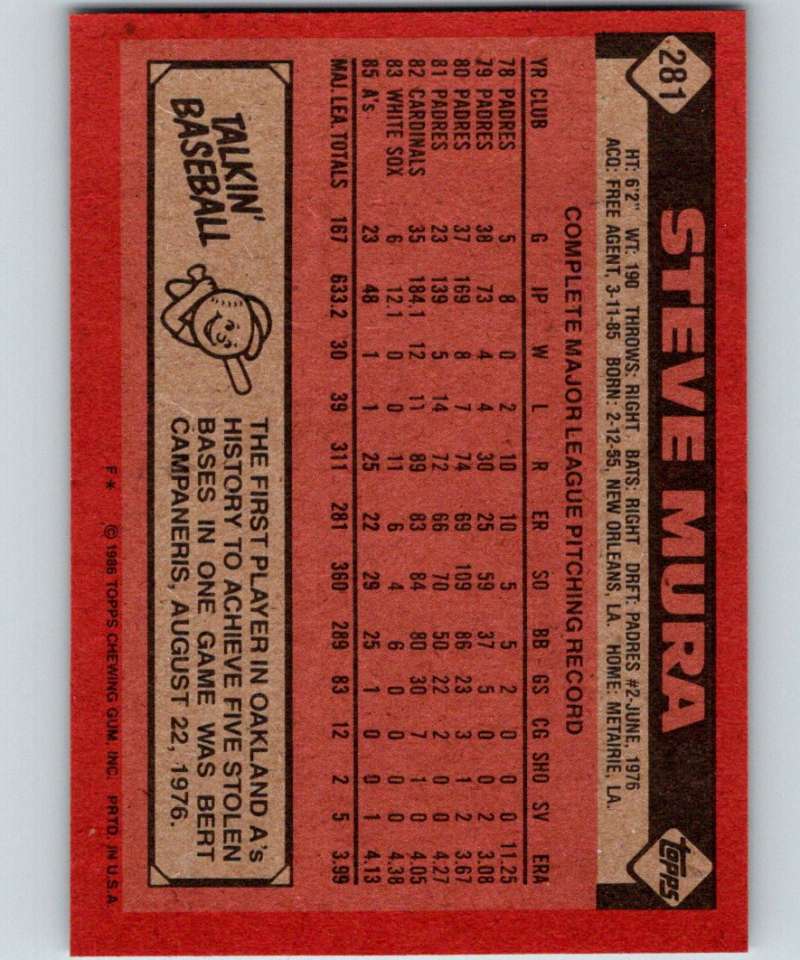 281
STEVE MURA
topps
HT: 6'2" WT: 190 THROWS: RIGHT BATS: RIGHT DRFT: PADRES #2-JUNE, 1976
ACQ: FREE AGENT, 3-11-85 BORN: 2-12-55, NEW ORLEANS, LA. HOME: METAIRIE, LA.
COMPLETE MAJOR LEAGUE PITCHING RECORD
YR CLUB G IP W L R ER SO BB GS CG SHO SV ERA
78 PADRES 5 8 0 2 10 10 5 5 2 0 0 0 11.25
79 PADRES 38 73 4 4 30 25 59 37 5 0 0 2 3.08
80 PADRES 37 169 8 7 74 69 109 86 23 3 1 2 3.67
81 PADRES 23 139 5 14 72 66 70 50 22 2 0 0 4.27
82 CARDINALS 35 184.1 12 11 89 83 84 80 30 7 1 0 4.05
83 WHITE SOX 6 12.1 0 0 11 6 4 6 0 0 0 0 4.38
85 A's 23 48 1 1 25 22 29 25 1 0 0 1 4.13
MAJ. LEA. TOTALS 167 633.2 30 39 311 281 360 289 83 12 2 5 3.99
TALKIN'
BASEBALL
THE FIRST PLAYER IN OAKLAND A's
HISTORY TO ACHIEVE FIVE STOLEN
BASES IN ONE GAME WAS BERT
CAMPANERIS, AUGUST 22, 1976.
F* © 1986 TOPPS CHEWING GUM, INC. PRTD. IN U.S.A.